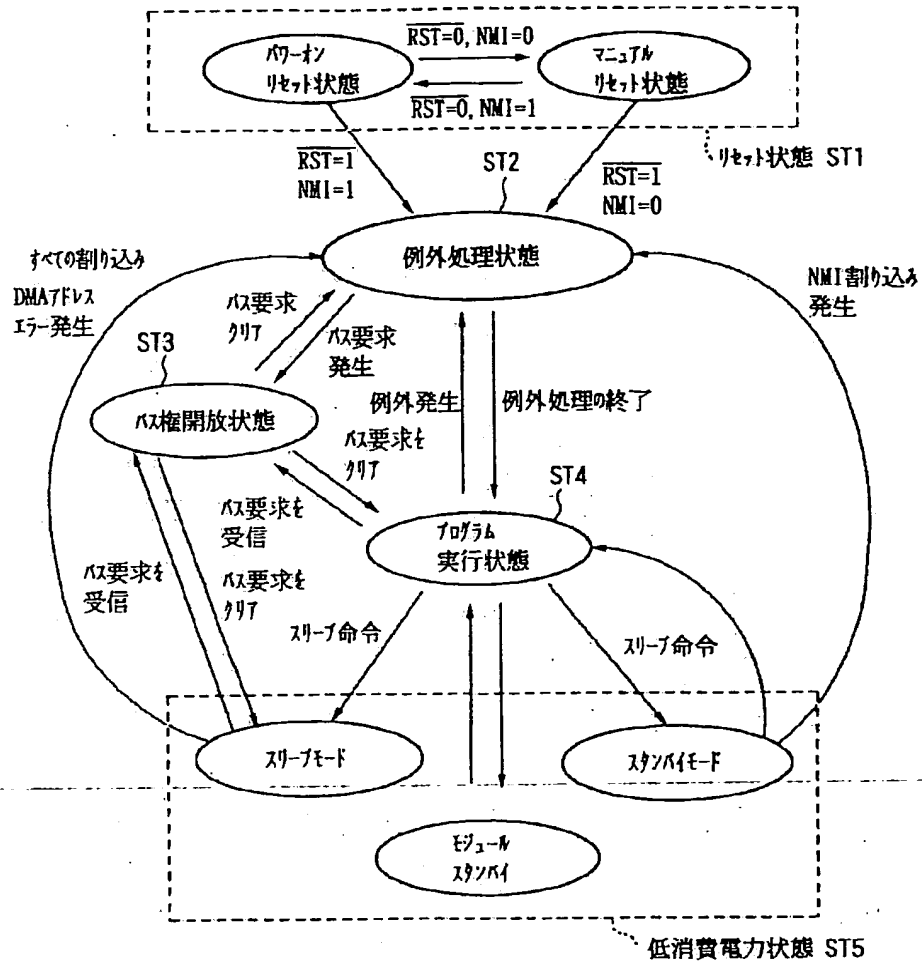 パワーオン
リセット状態
RST=0, NMI=0
RST=0, NMI=1
マニュアル
リセット状態
リセット状態 ST1
RST=1
NMI=1
ST2
RST=1
NMI=0
例外処理状態
すべての割り込み
DMAアドレス
エラー発生
NMI 割り込み
発生
バス要求
クリア
バス要求
発生
ST3
バス権開放状態
例外発生
例外処理の終了
バス要求を
クリア
ST4
バス要求を
受信
プログラム
実行状態
バス要求を
受信
バス要求を
クリア
スリープ命令
スリープ命令
スリープモード
スタンバイモード
モジュール
スタンバイ
低消費電力状態 ST5